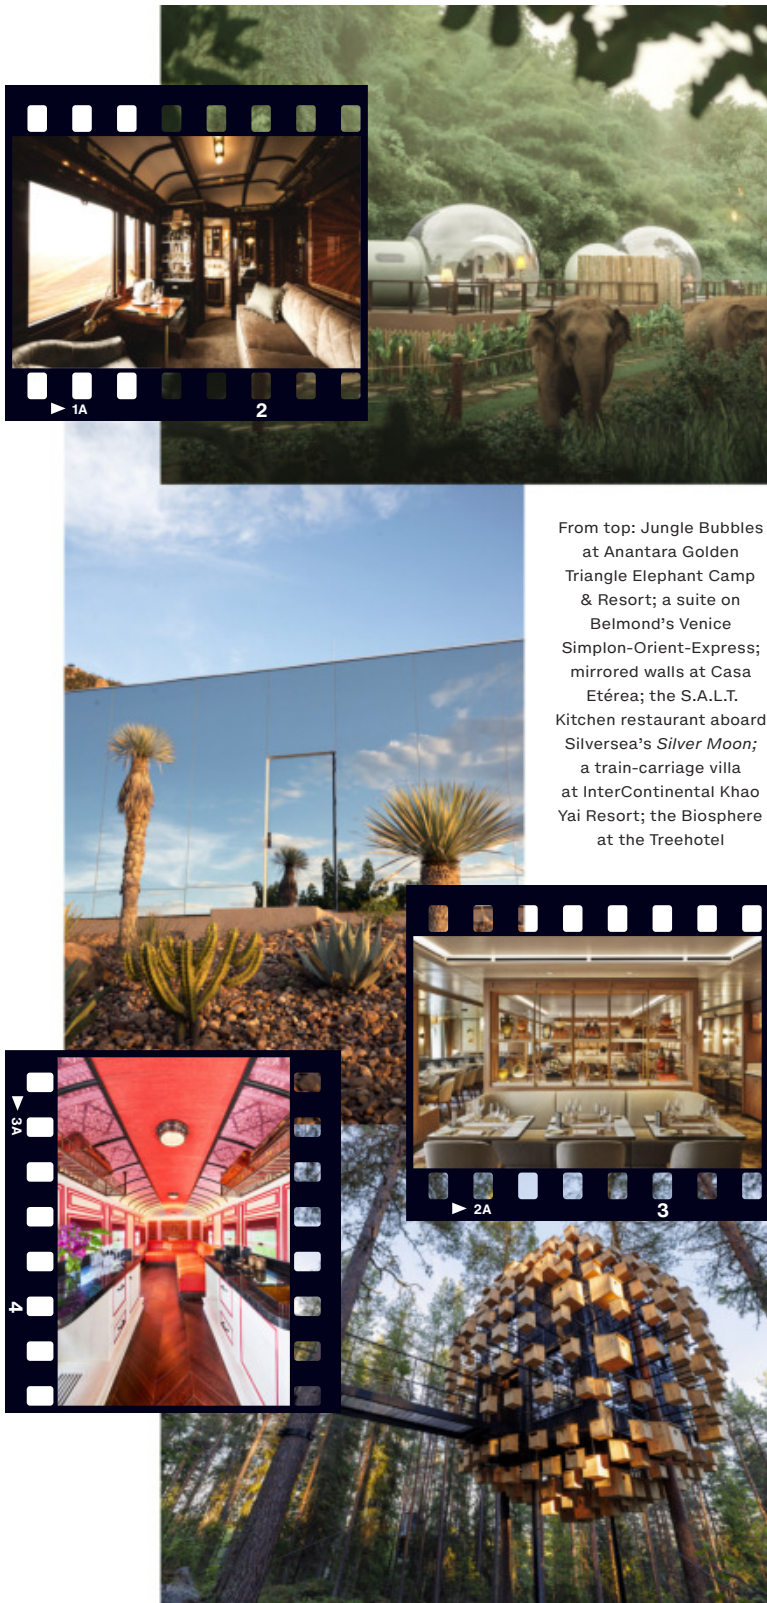 1A
2
From top: Jungle Bubbles
at Anantara Golden
Triangle Elephant Camp
& Resort; a suite on
Belmond’s Venice
Simplon-Orient-Express;
mirrored walls at Casa
Etérea; the S.A.L.T.
Kitchen restaurant aboard
Silversea’s Silver Moon;
a train-carriage villa
at InterContinental Khao
Yai Resort; the Biosphere
at the Treehotel
2A
3
3A
4